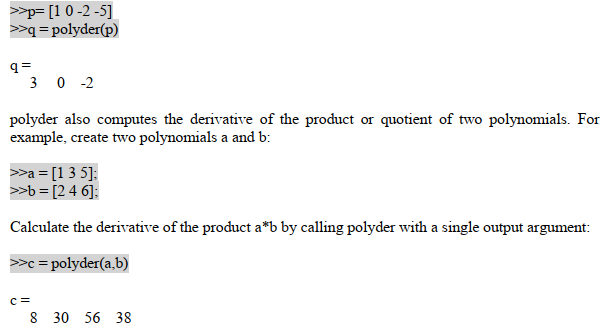 >>p= [1 0 -2 -5]
>>q = polyder(p)
q =
3 0 -2
polyder also computes the derivative of the product or quotient of two polynomials. For
example, create two polynomials a and b:
>>a = [1 3 5];
>>b = [2 4 6];
Calculate the derivative of the product a*b by calling polyder with a single output argument:
>>c = polyder(a,b)
c =
8 30 56 38